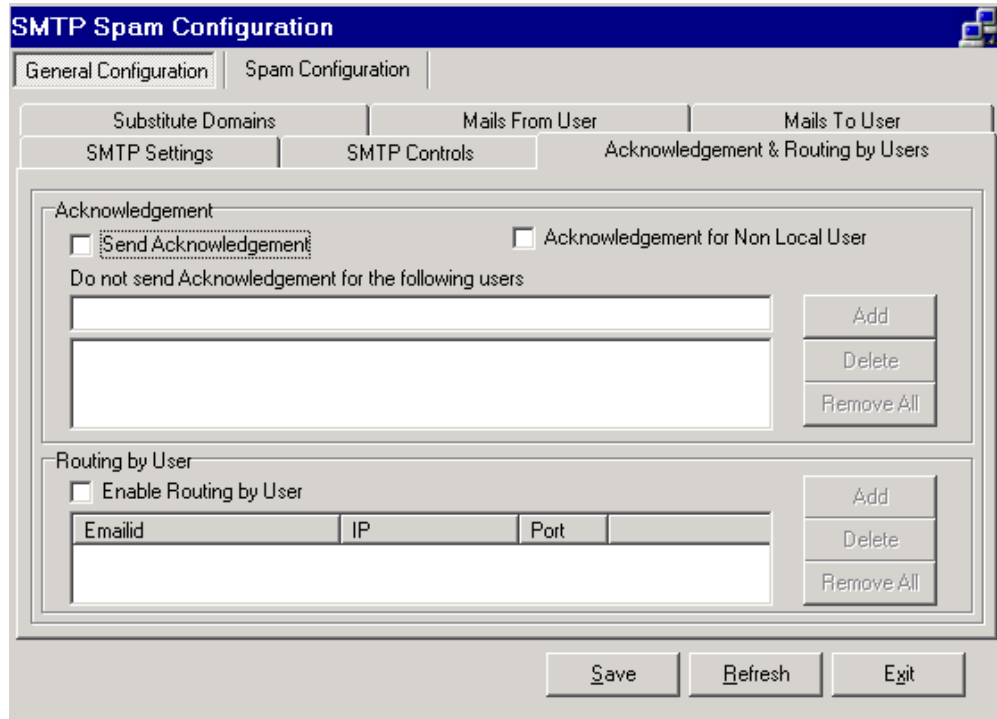 SMTP Spam Configuration
General Configuration
Spam Configuration
Substitute Domains
Mails From User
Mails To User
SMTP Settings
SMTP Controls
Acknowledgement & Routing by Users
Acknowledgement
Send Acknowledgement
Acknowledgement for Non Local User
Do not send Acknowledgement for the following users
Add
Delete
Remove All
Routing by User
Enable Routing by User
Emailid IP Port
Add
Delete
Remove All
Save
Refresh
Exit